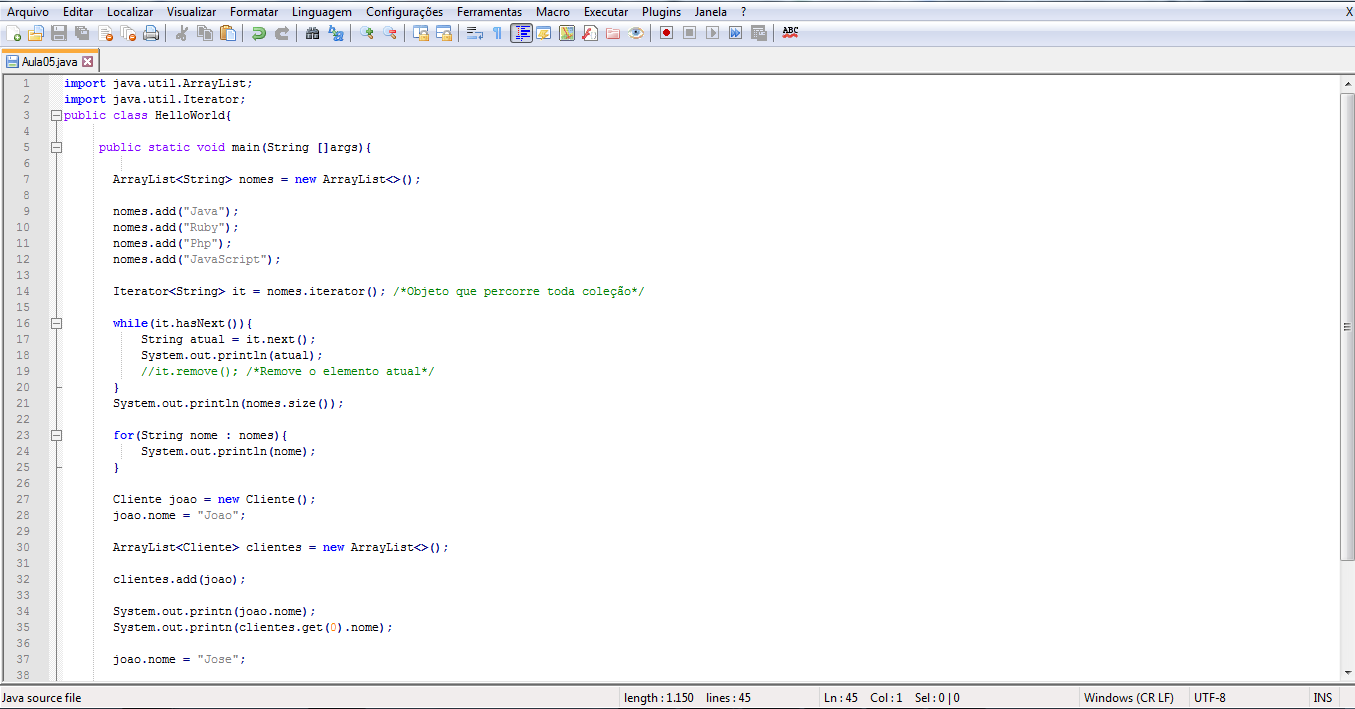 Arquivo Editar Localizar Visualizar Formatar Linguagem Configurações Ferramentas Macro Executar Plugins Janela ? X
ABC
Aula05.java
1 import java.util.ArrayList;
2 import java.util.Iterator;
3 public class HelloWorld{
4
5 public static void main(String []args){
6
7 ArrayList<String> nomes = new ArrayList<>();
8
9 nomes.add("Java");
10 nomes.add("Ruby");
11 nomes.add("Php");
12 nomes.add("JavaScript");
13
14 Iterator<String> it = nomes.iterator(); /*Objeto que percorre toda coleção*/
15
16 while(it.hasNext()){
17 String atual = it.next();
18 System.out.println(atual);
19 //it.remove(); /*Remove o elemento atual*/
20 }
21 System.out.println(nomes.size());
22
23 for(String nome : nomes){
24 System.out.println(nome);
25 }
26
27 Cliente joao = new Cliente();
28 joao.nome = "Joao";
29
30 ArrayList<Cliente> clientes = new ArrayList<>();
31
32 clientes.add(joao);
33
34 System.out.printn(joao.nome);
35 System.out.printn(clientes.get(0).nome);
36
37 joao.nome = "Jose";
38
Java source file length : 1.150 lines : 45 Ln : 45 Col : 1 Sel : 0 | 0 Windows (CR LF) UTF-8 INS